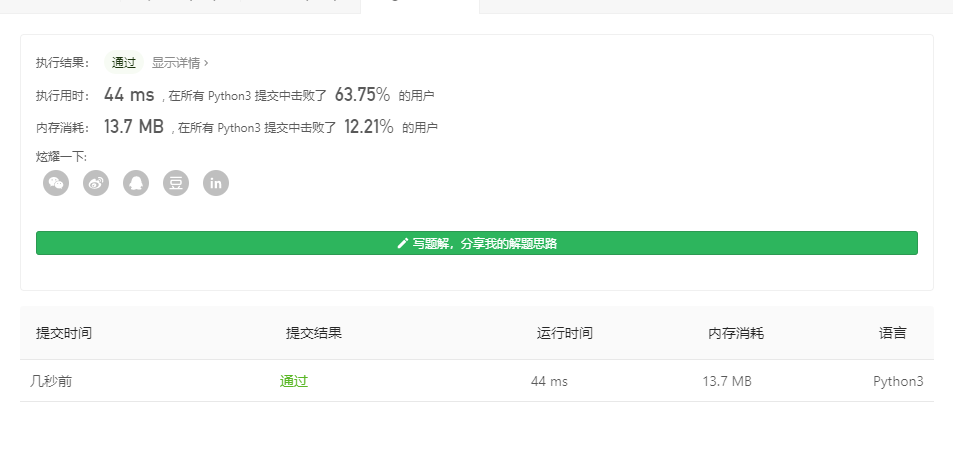 执行结果： 通过 显示详情 ›
执行用时： 44 ms , 在所有 Python3 提交中击败了 63.75% 的用户
内存消耗： 13.7 MB , 在所有 Python3 提交中击败了 12.21% 的用户
炫耀一下:
豆 in
写题解，分享我的解题思路
提交时间 提交结果 运行时间 内存消耗 语言
几秒前 通过 44 ms 13.7 MB Python3